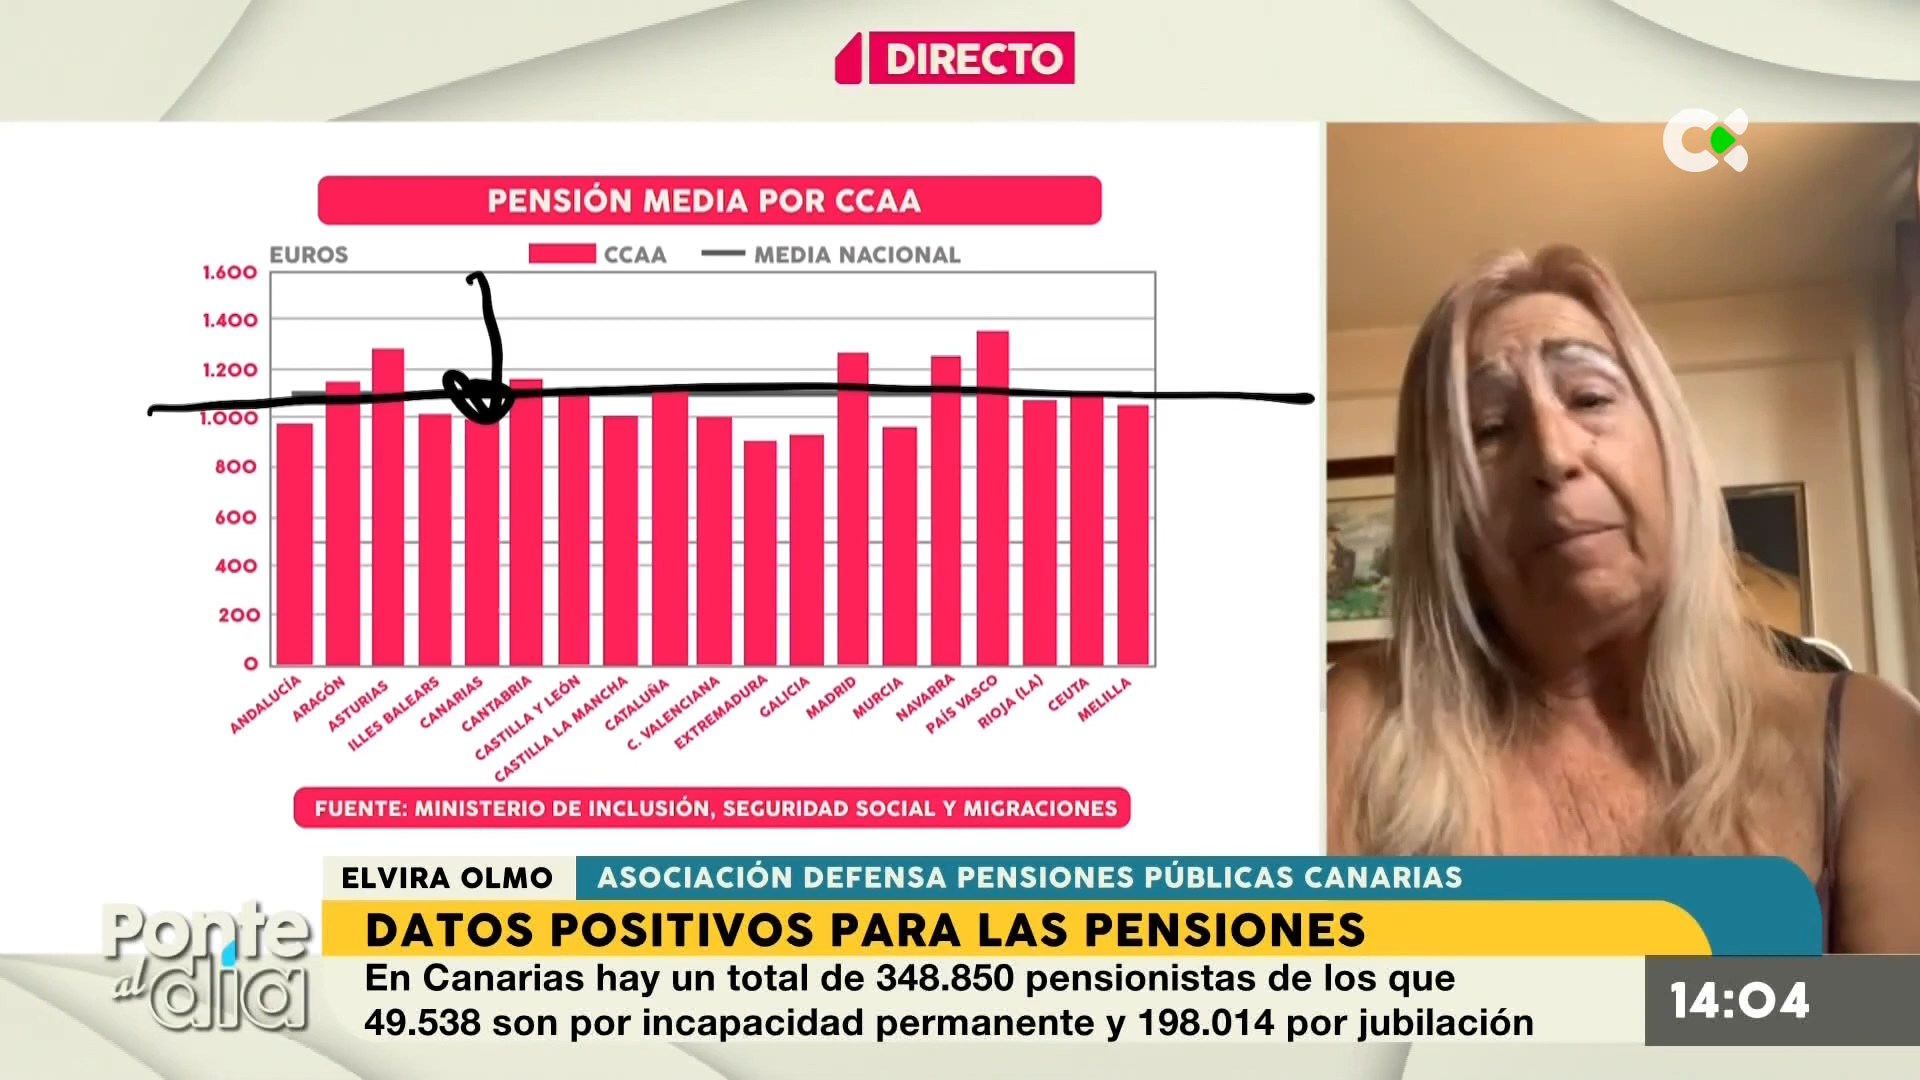 DIRECTO
PENSIÓN MEDIA POR CCAA
EUROS
CCAA
MEDIA NACIONAL
1.600
1.400
1.200
1.000
800
600
400
200
0
ANDALUCÍA
ARAGÓN
ASTURIAS
ILLES BALEARS
CANARIAS
CANTABRIA
CASTILLA Y LEÓN
CASTILLA LA MANCHA
CATALUÑA
C. VALENCIANA
EXTREMADURA
GALICIA
MADRID
MURCIA
NAVARRA
PAÍS VASCO
RIOJA (LA)
CEUTA
MELILLA
FUENTE: MINISTERIO DE INCLUSIÓN, SEGURIDAD SOCIAL Y MIGRACIONES
ELVIRA OLMO
ASOCIACIÓN DEFENSA PENSIONES PÚBLICAS CANARIAS
DATOS POSITIVOS PARA LAS PENSIONES
Ponte
al día
En Canarias hay un total de 348.850 pensionistas de los que
49.538 son por incapacidad permanente y 198.014 por jubilación
14:04